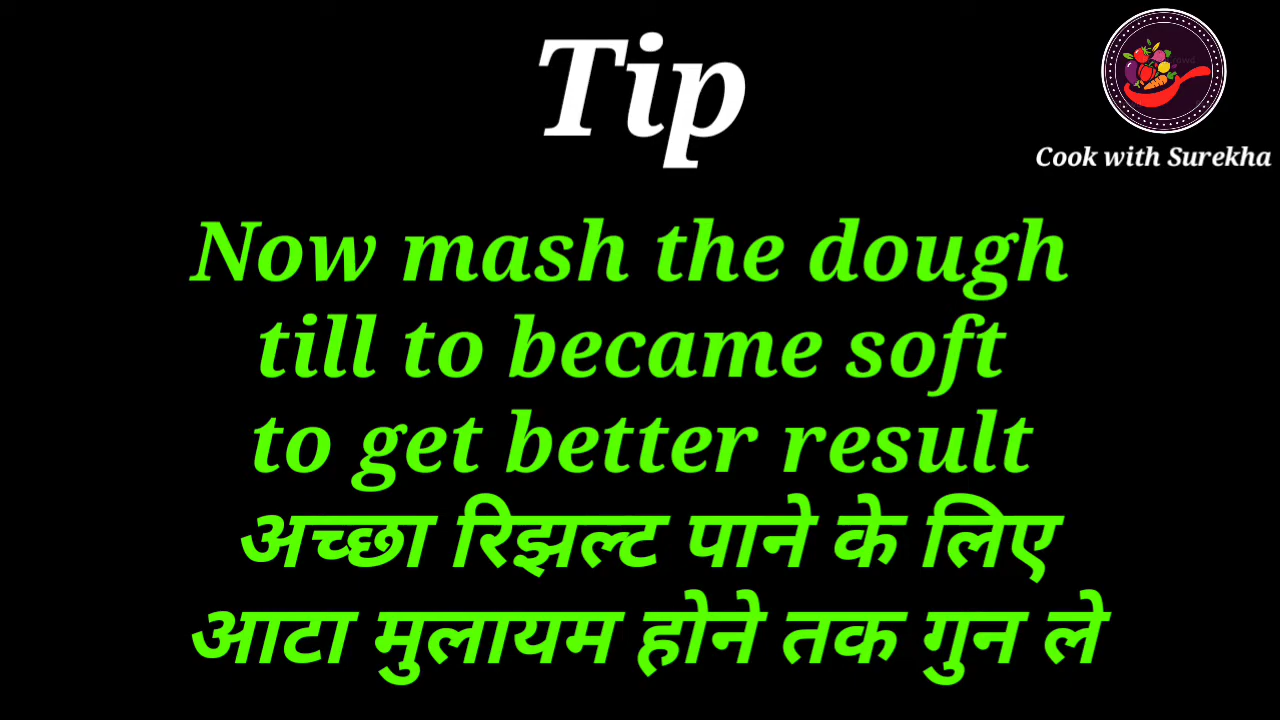 Tip
Cook with Surekha
Now mash the dough
till to became soft
to get better result
अच्छा रिझल्ट पाने के लिए
आटा मुलायम होने तक गुन ले